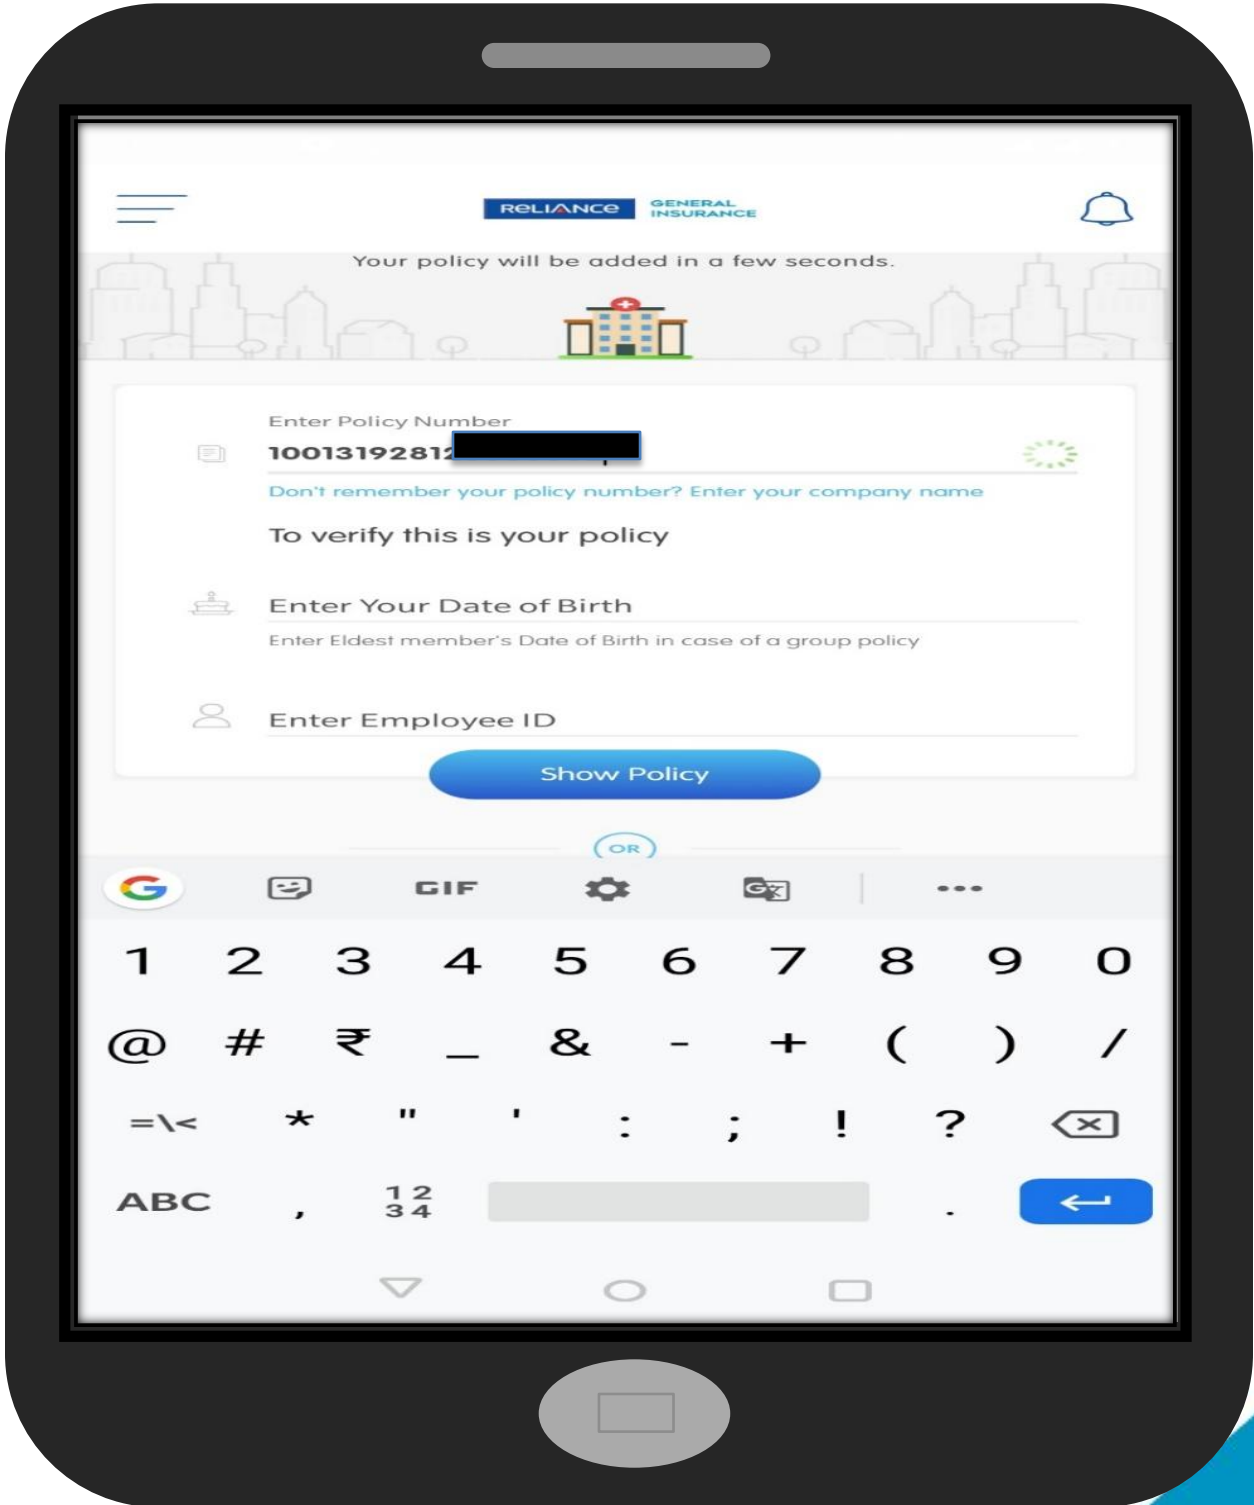 RELIANCE GENERAL INSURANCE
Your policy will be added in a few seconds.
Enter Policy Number
10013192812
Don't remember your policy number? Enter your company name
To verify this is your policy
Enter Your Date of Birth
Enter Eldest member's Date of Birth in case of a group policy
Enter Employee ID
Show Policy
OR
G GIF G
1 2 3 4 5 6 7 8 9 0
@ # ₹ _ & - + ( ) /
=\< * " ' : ; ! ?
ABC , 12 34 .